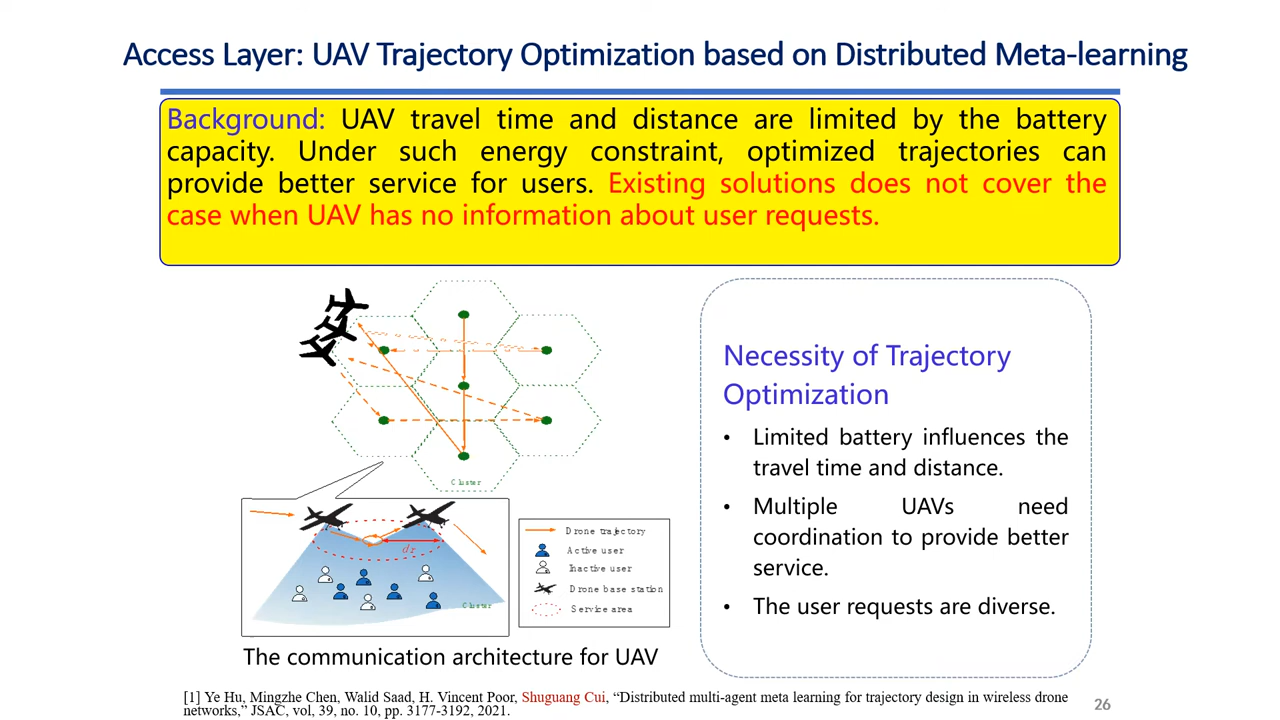 Access Layer: UAV Trajectory Optimization based on Distributed Meta-learning
Background: UAV travel time and distance are limited by the battery
capacity. Under such energy constraint, optimized trajectories can
provide better service for users. Existing solutions does not cover the
case when UAV has no information about user requests.
Cluster
dr
Cluster
Drone trajectory
Active user
Inactive user
Drone base station
Service area
The communication architecture for UAV
Necessity of Trajectory
Optimization
• Limited battery influences the
travel time and distance.
• Multiple UAVs need
coordination to provide better
service.
• The user requests are diverse.
[1] Ye Hu, Mingzhe Chen, Walid Saad, H. Vincent Poor, Shuguang Cui, “Distributed multi-agent meta learning for trajectory design in wireless drone
networks,” JSAC, vol, 39, no. 10, pp. 3177-3192, 2021.
26